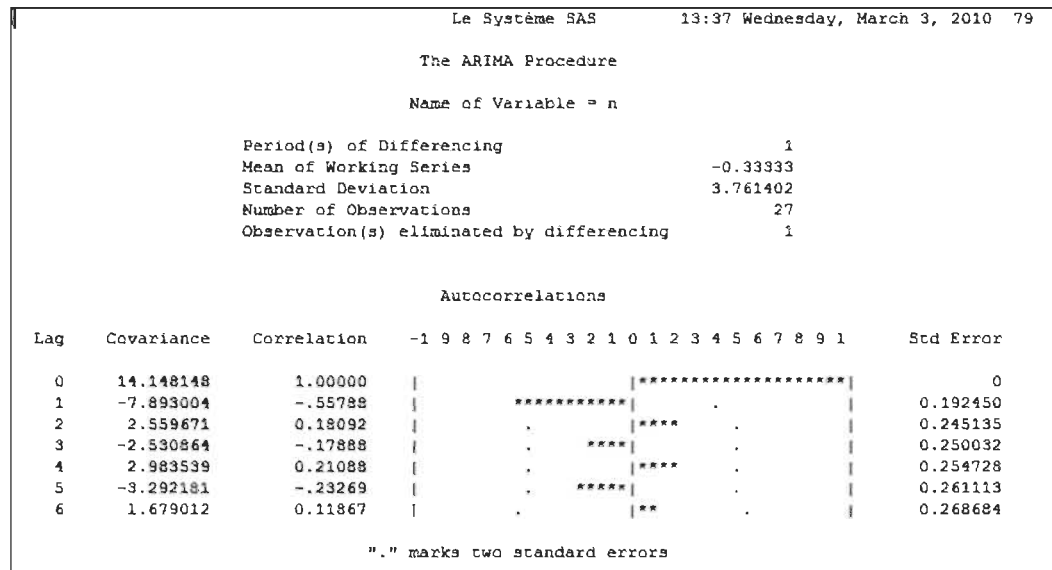 Le Système SAS 13:37 Wednesday, March 3, 2010 79
The ARIMA Procedure
Name of Variable = n
Period(s) of Differencing 1
Mean of Working Series -0.33333
Standard Deviation 3.761402
Number of Observations 27
Observation(s) eliminated by differencing 1
Autocorrelations
Lag Covariance Correlation -1 9 8 7 6 5 4 3 2 1 0 1 2 3 4 5 6 7 8 9 1 Std Error
0 14.148148 1.00000 | |********************| 0
1 -7.893004 -.55788 | ***********| . | 0.192450
2 2.559671 0.18092 | . |**** . | 0.245135
3 -2.530864 -.17888 | . ****| . | 0.250032
4 2.983539 0.21088 | . |**** . | 0.254728
5 -3.292181 -.23269 | . *****| . | 0.261113
6 1.679012 0.11867 | . |** . | 0.268684
"." marks two standard errors